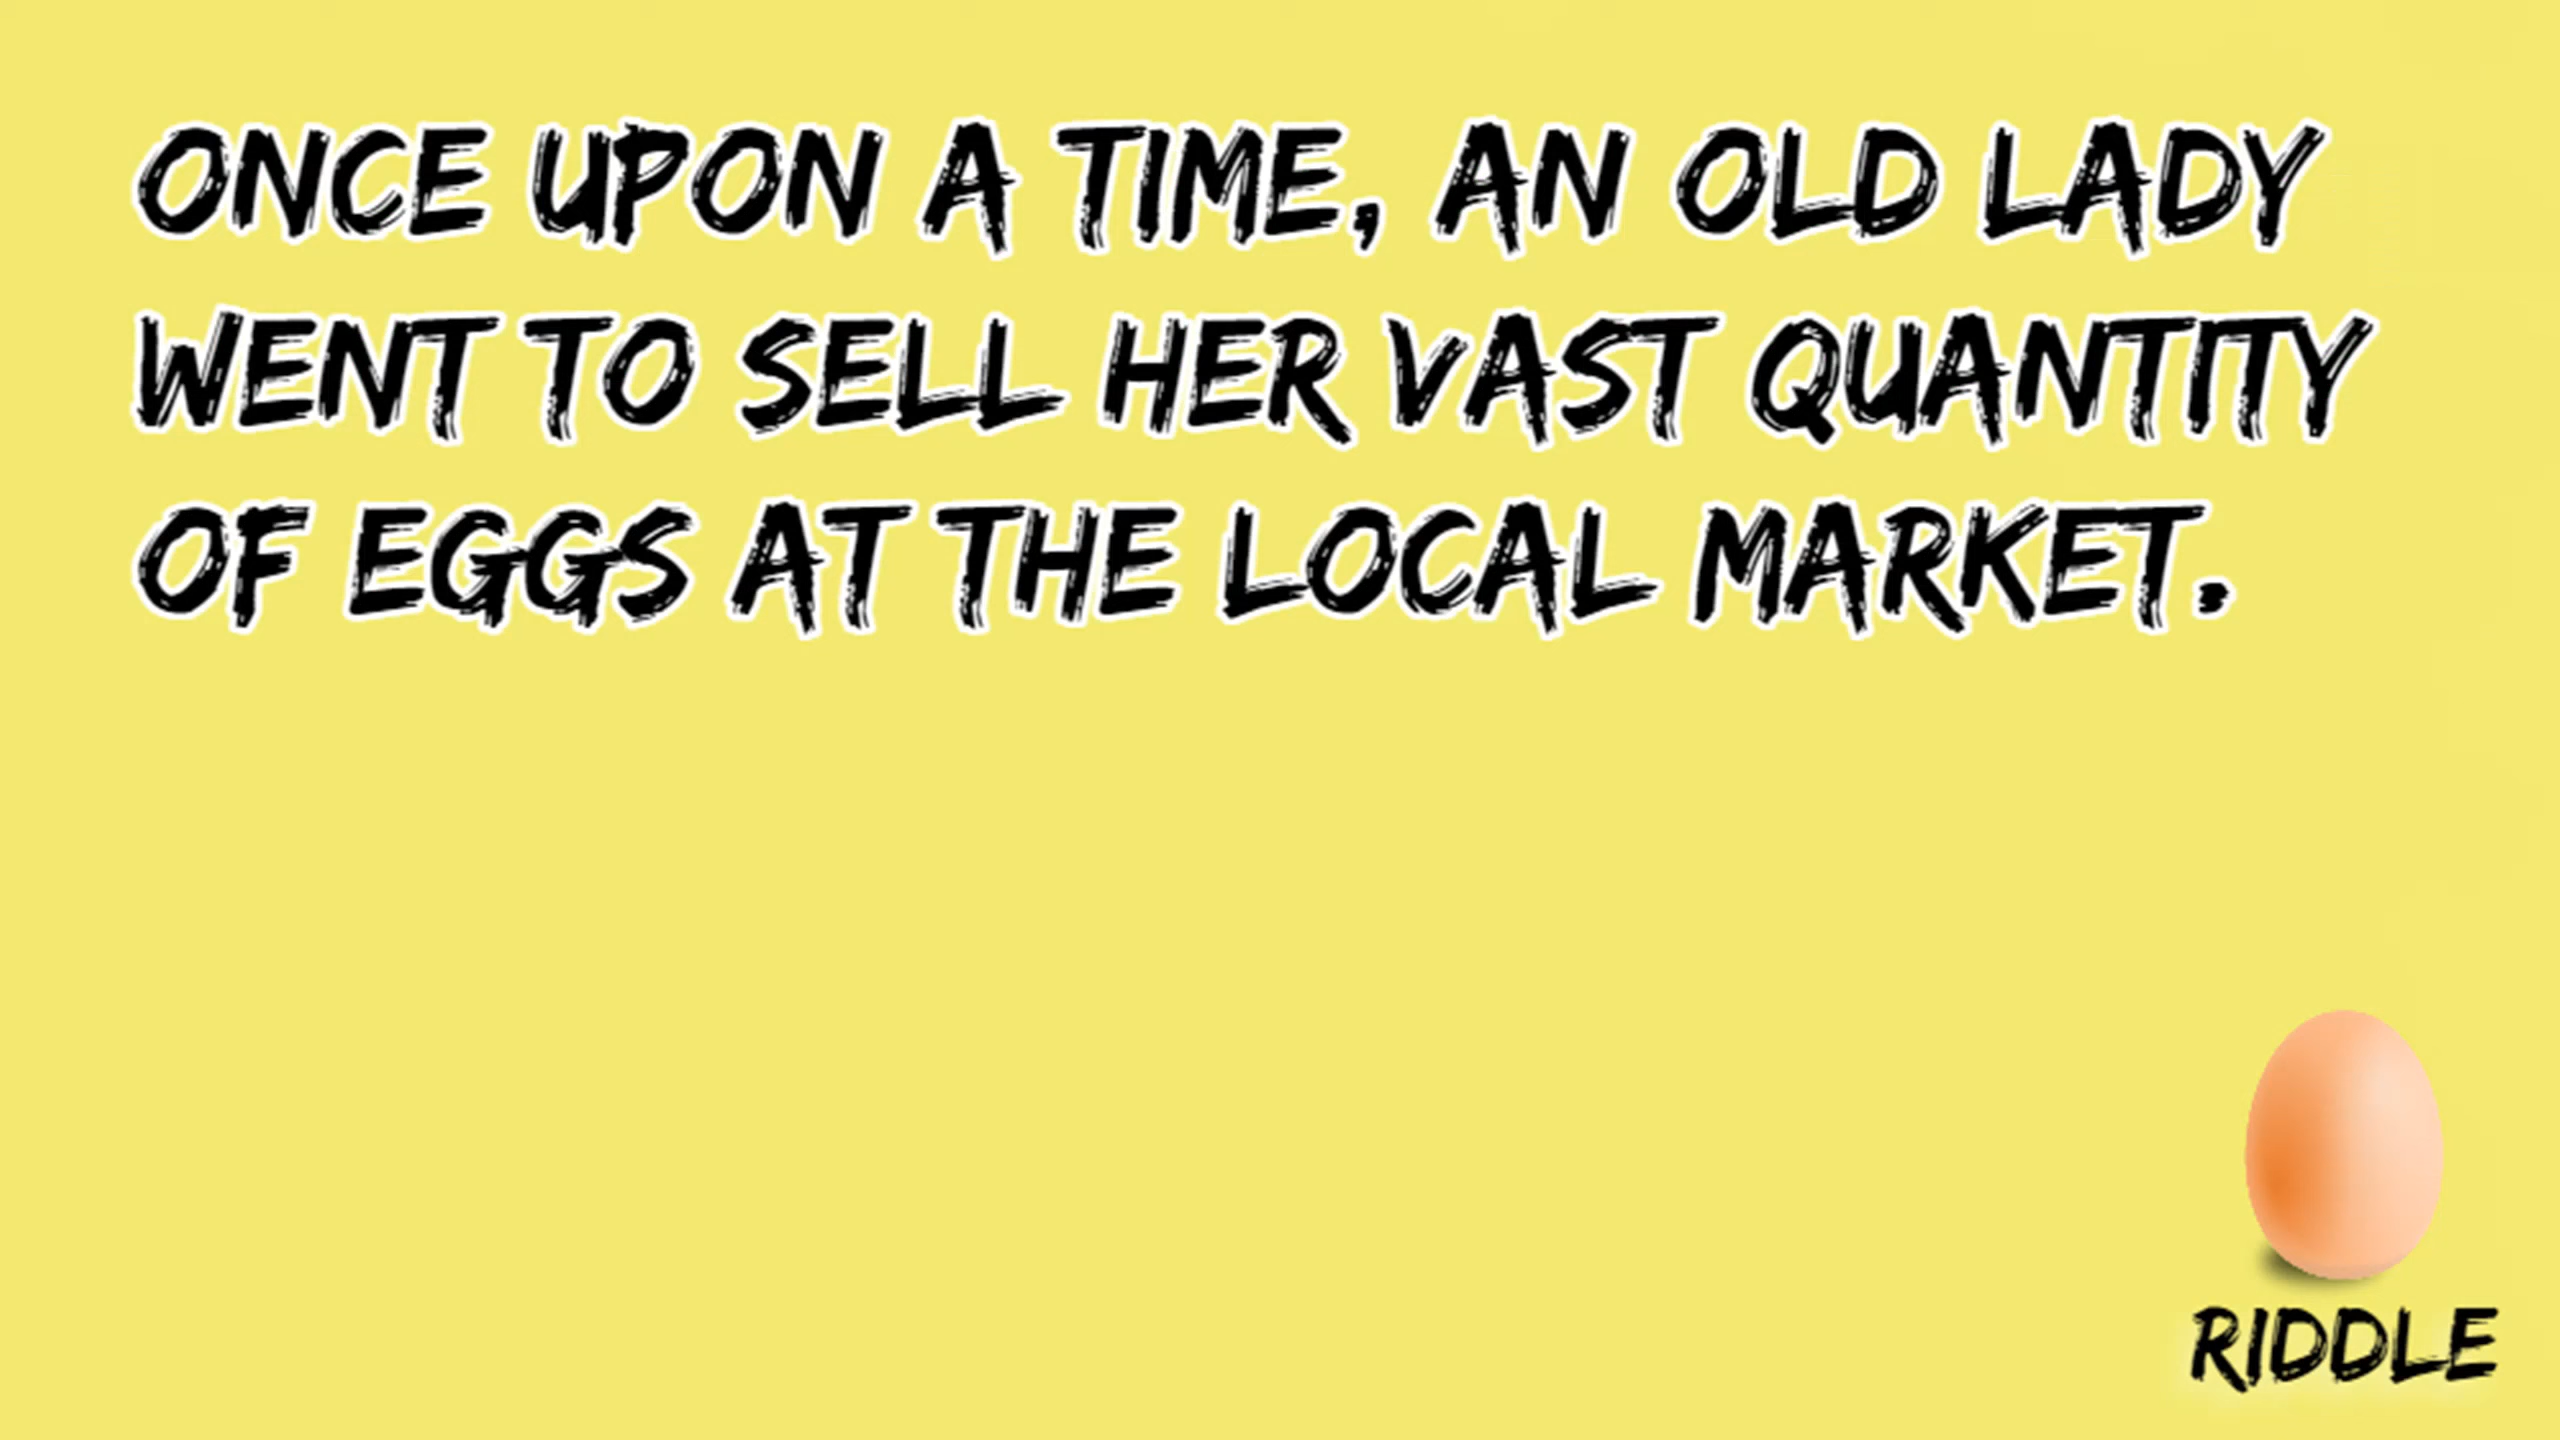 ONCE UPON A TIME, AN OLD LADY
WENT TO SELL HER VAST QUANTITY
OF EGGS AT THE LOCAL MARKET.
RIDDLE